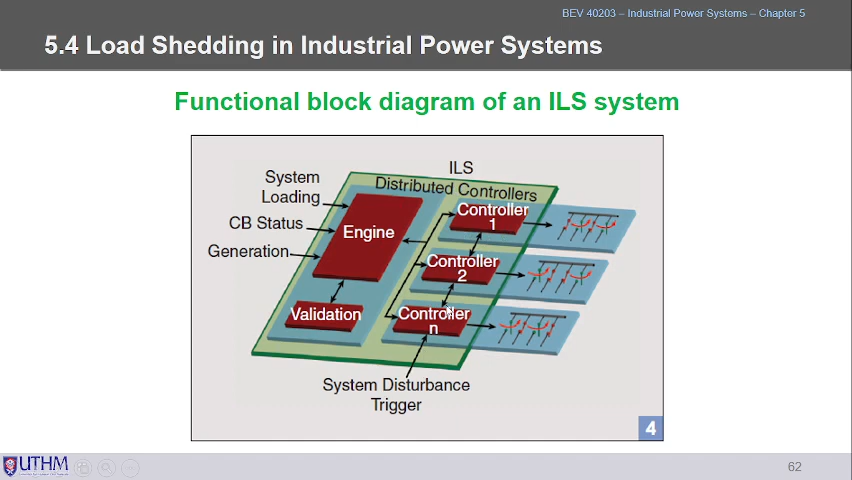 BEV 40203 – Industrial Power Systems – Chapter 5
5.4 Load Shedding in Industrial Power Systems
Functional block diagram of an ILS system
ILS
Distributed Controllers
System
Loading
CB Status
Generation
Engine
Validation
Controller
1
Controller
2
Controller
n
System Disturbance
Trigger
4
UTHM
62